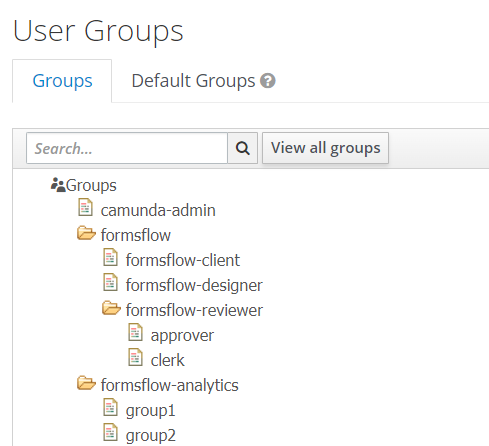 User Groups
Groups
Default Groups ?
Search...
View all groups
Groups
camunda-admin
formsflow
formsflow-client
formsflow-designer
formsflow-reviewer
approver
clerk
formsflow-analytics
group1
group2